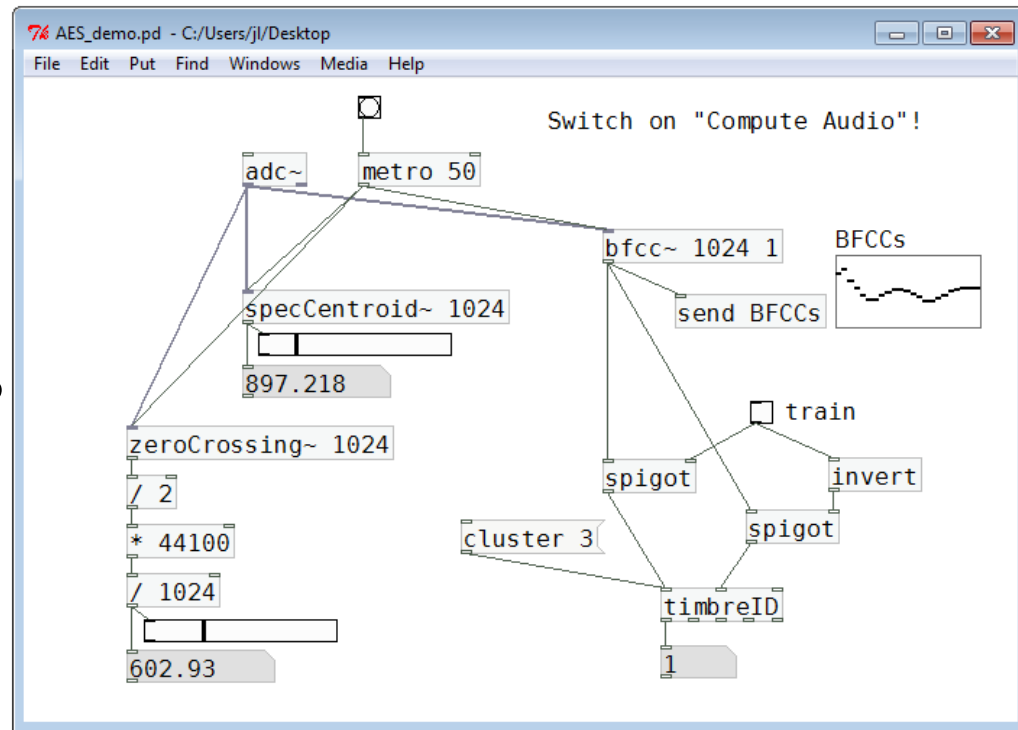 AES_demo.pd - C:/Users/jl/Desktop
File Edit Put Find Windows Media Help
Switch on "Compute Audio"!
adc~
metro 50
bfcc~ 1024 1
BFCCs
send BFCCs
specCentroid~ 1024
897.218
train
zeroCrossing~ 1024
spigot
invert
/ 2
cluster 3
spigot
* 44100
/ 1024
timbreID
602.93
1